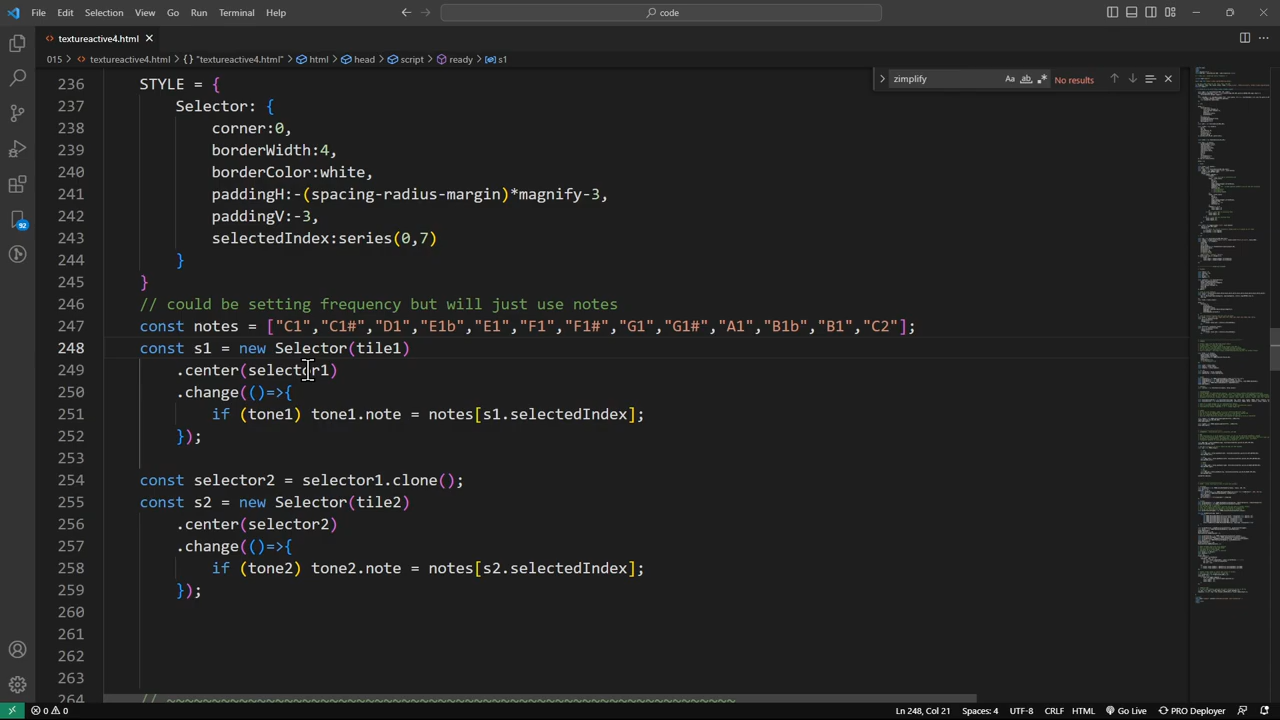 File Edit Selection View Go Run Terminal Help
code
textureactive4.html
015 > textureactive4.html > {} "textureactive4.html" > html > head > script > ready > s1
zimplify
Aa ab
No results
236 STYLE = {
237 Selector: {
238 corner:0,
239 borderWidth:4,
240 borderColor:white,
241 paddingH:-(spacing-radius-margin)*magnify-3,
242 paddingV:-3,
243 selectedIndex:series(0,7)
244 }
245 }
246 // could be setting frequency but will just use notes
247 const notes = ["C1","C1#","D1","E1b","E1","F1","F1#","G1","G1#","A1","B1b","B1","C2"];
248 const s1 = new Selector(tile1)
249 .center(selector1)
250 .change(()=>{
251 if (tone1) tone1.note = notes[s1.selectedIndex];
252 });
253
254 const selector2 = selector1.clone();
255 const s2 = new Selector(tile2)
256 .center(selector2)
257 .change(()=>{
258 if (tone2) tone2.note = notes[s2.selectedIndex];
259 });
260
261
262
263
264 //
92
0 0 Ln 248, Col 21 Spaces: 4 UTF-8 CRLF HTML Go Live PRO Deployer